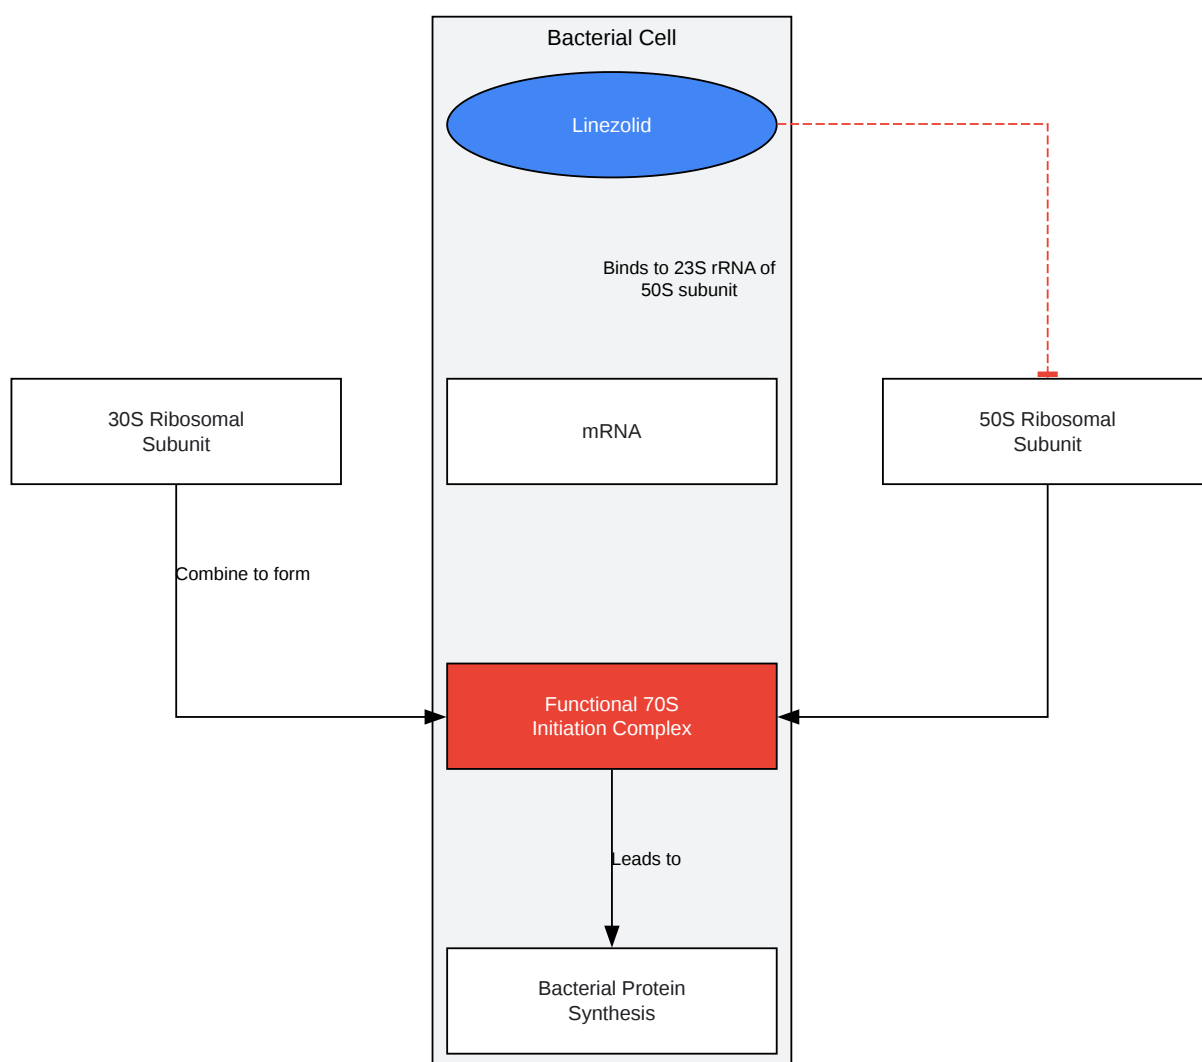 Bacterial Cell
Linezolid
Binds to 23S rRNA of
50S subunit
30S Ribosomal
Subunit
mRNA
50S Ribosomal
Subunit
Combine to form
Functional 70S
Initiation Complex
Leads to
Bacterial Protein
Synthesis